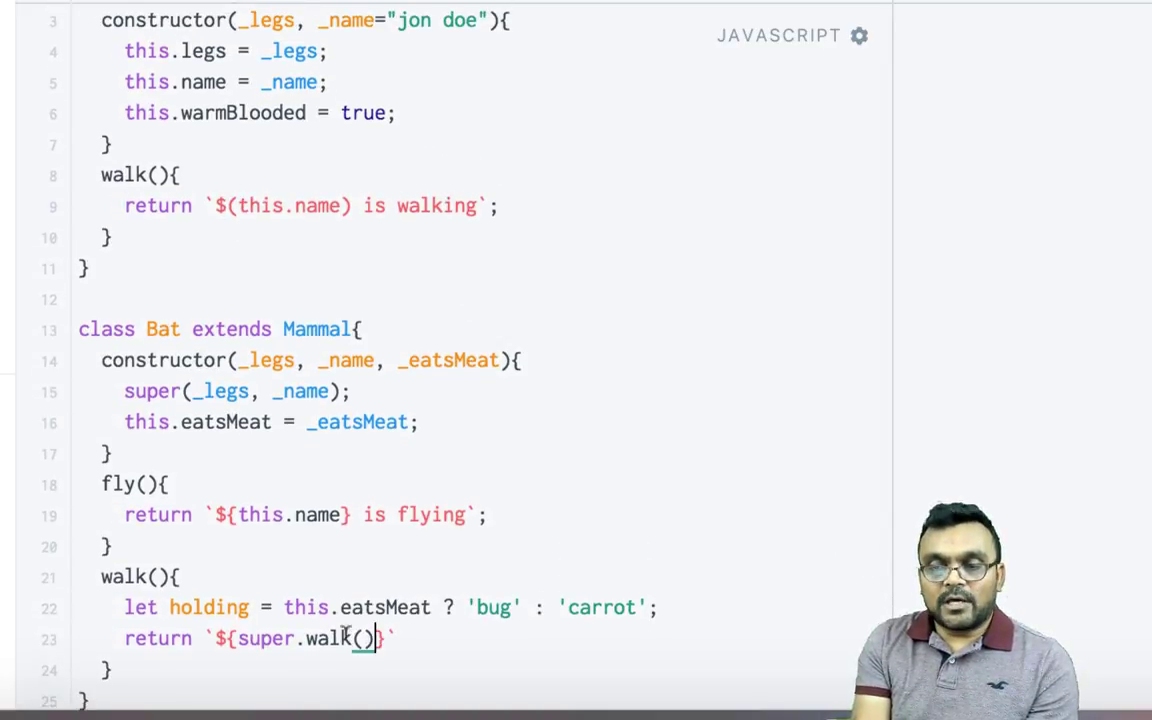 3 constructor(_legs, _name="jon doe"){
JAVASCRIPT
4 this.legs = _legs;
5 this.name = _name;
6 this.warmBlooded = true;
7 }
8 walk(){
9 return `$(this.name) is walking`;
10 }
11 }
12
13 class Bat extends Mammal{
14 constructor(_legs, _name, _eatsMeat){
15 super(_legs, _name);
16 this.eatsMeat = _eatsMeat;
17 }
18 fly(){
19 return `${this.name} is flying`;
20 }
21 walk(){
22 let holding = this.eatsMeat ? 'bug' : 'carrot';
23 return `${super.walk()}`
24 }
25 }